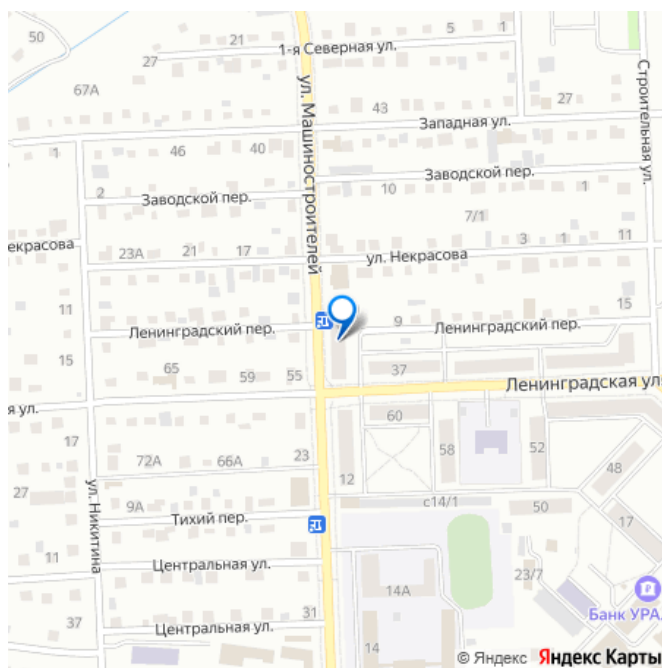 50
21
1-я Северная ул.
5
1
27
67А
ул. Машиностроителей
Строительная ул.
43
27
Западная ул.
1
46
40
2
Заводской пер.
Заводской пер.
10
1
7/1
екрасова
23А
21
17
ул. Некрасова
3
1
11
11
Ленинградский пер.
9
Ленинградский пер.
15
15
65
59
55
37
Ленинградская ул.
я ул.
60
17
72А
66А
23
58
52
48
27
ул. Никитина
9А
Тихий пер.
12
с14/1
50
17
11
Центральная ул.
14А
23/7
Банк УРА
37
31
Центральная ул.
14
© Яндекс Яндекс Карты